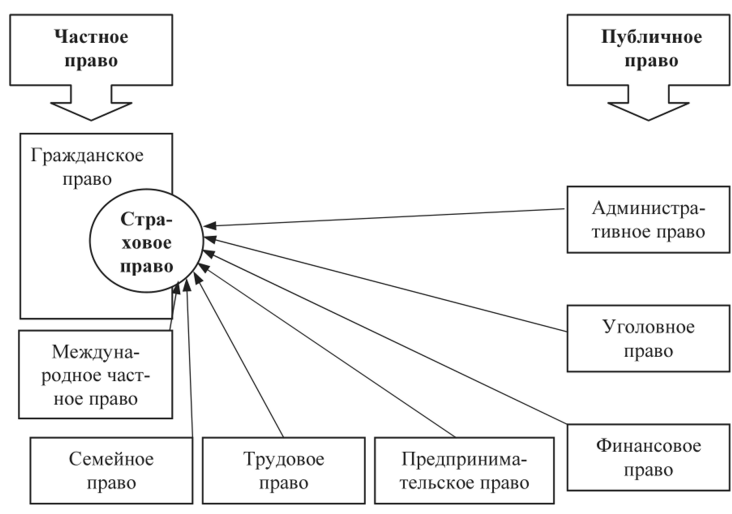 Частное
право
Публичное
право
Гражданское
право
Стра-
ховое
право
Администра-
тивное право
Уголовное
право
Междуна-
родное част-
ное право
Семейное
право
Трудовое
право
Предпринима-
тельское право
Финансовое
право